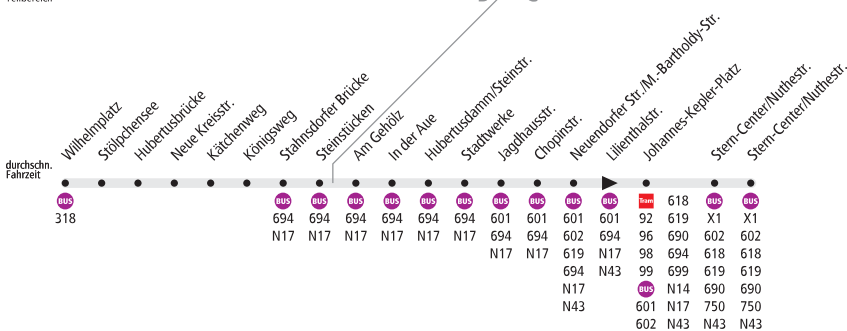 Wilhelmplatz
Stölpchensee
Hubertusbrücke
Neue Kreisstr.
Kätchenweg
Königsweg
Stahnsdorfer Brücke
Steinstücken
Am Gehölz
In der Aue
Hubertusdamm/Steinstr.
Stadtwerke
Jagdhausstr.
Chopinstr.
Neuendorfer Str./M.-Bartholdy-Str.
Lilienthalstr.
Johannes-Kepler-Platz
Stern-Center/Nuthestr.
Stern-Center/Nuthestr.
durchschn.
Fahrzeit
BUS BUS BUS BUS BUS BUS BUS BUS BUS BUS BUS Tram 618 BUS BUS
318 694 694 694 694 694 694 601 601 601 601 92 619 X1 X1
N17 N17 N17 N17 N17 N17 694 694 602 694 96 690 602 602
N17 N17 619 N17 98 694 618 618
694 N43 99 699 619 619
N17 BUS N14 690 690
N43 601 N17 750 750
602 N43 N43 N43